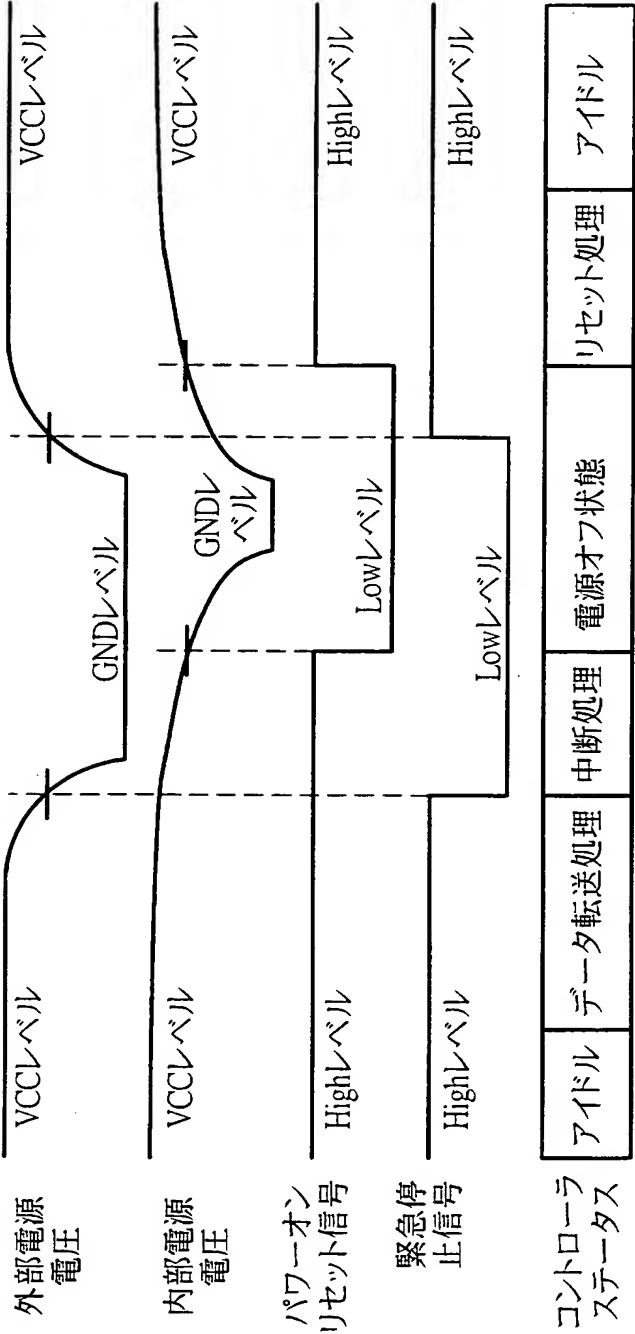 外部電源
電圧
VCCレベル
GNDレベル
VCCレベル
内部電源
電圧
VCCレベル
GNDレ
ベル
VCCレベル
パワーオン
リセット信号
Highレベル
Lowレベル
Highレベル
緊急停
止信号
Highレベル
Lowレベル
Highレベル
コントローラ
ステータス
アイドル
データ転送処理
中断処理
電源オフ状態
リセット処理
アイドル